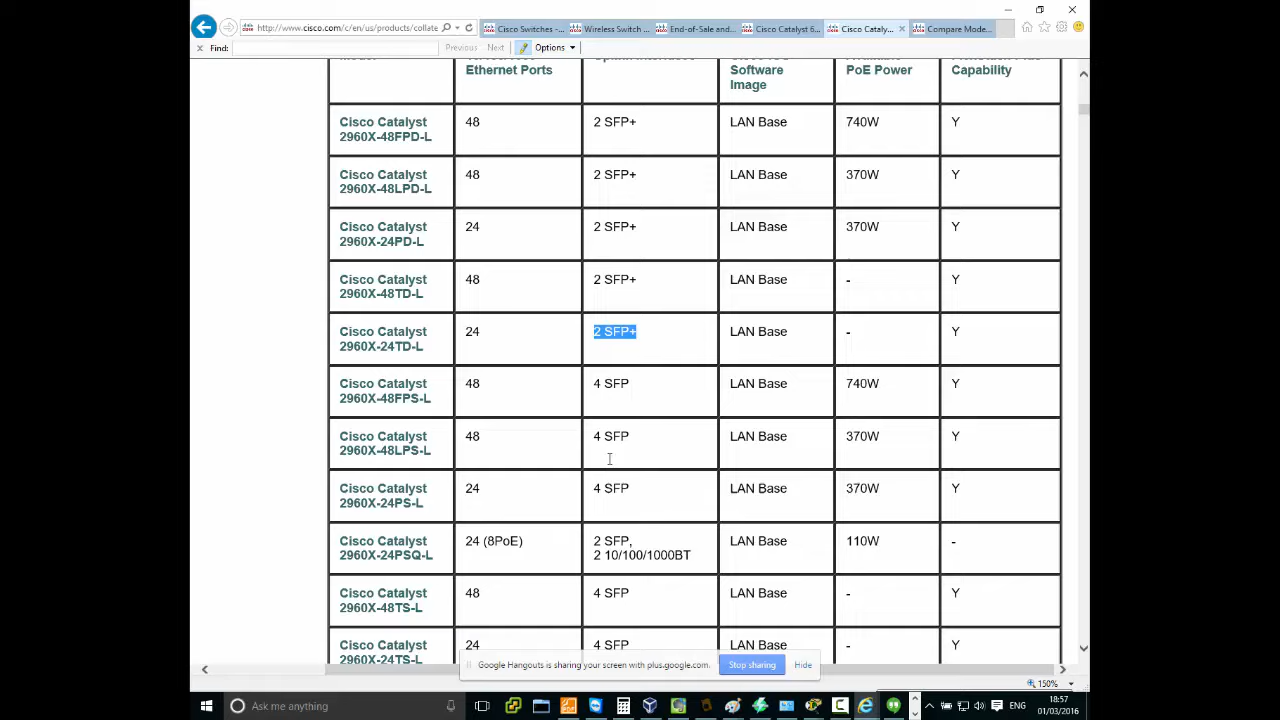 http://www.cisco.com/c/en/us/products/collate
Cisco Switches -...
Wireless Switch ...
End-of-Sale and...
Cisco Catalyst 6...
Cisco Cataly...
Compare Mode...
Find:
Previous
Next
Options
Ethernet Ports
Software
Image
PoE Power
Capability
Cisco Catalyst
2960X-48FPD-L
48
2 SFP+
LAN Base
740W
Y
Cisco Catalyst
2960X-48LPD-L
48
2 SFP+
LAN Base
370W
Y
Cisco Catalyst
2960X-24PD-L
24
2 SFP+
LAN Base
370W
Y
Cisco Catalyst
2960X-48TD-L
48
2 SFP+
LAN Base
-
Y
Cisco Catalyst
2960X-24TD-L
24
2 SFP+
LAN Base
-
Y
Cisco Catalyst
2960X-48FPS-L
48
4 SFP
LAN Base
740W
Y
Cisco Catalyst
2960X-48LPS-L
48
4 SFP
LAN Base
370W
Y
Cisco Catalyst
2960X-24PS-L
24
4 SFP
LAN Base
370W
Y
Cisco Catalyst
2960X-24PSQ-L
24 (8PoE)
2 SFP,
2 10/100/1000BT
LAN Base
110W
-
Cisco Catalyst
2960X-48TS-L
48
4 SFP
LAN Base
-
Y
Cisco Catalyst
2960X-24TS-L
24
4 SFP
LAN Base
-
Y
Google Hangouts is sharing your screen with plus.google.com.
Stop sharing
Hide
150%
Ask me anything
ENG
18:57
01/03/2016